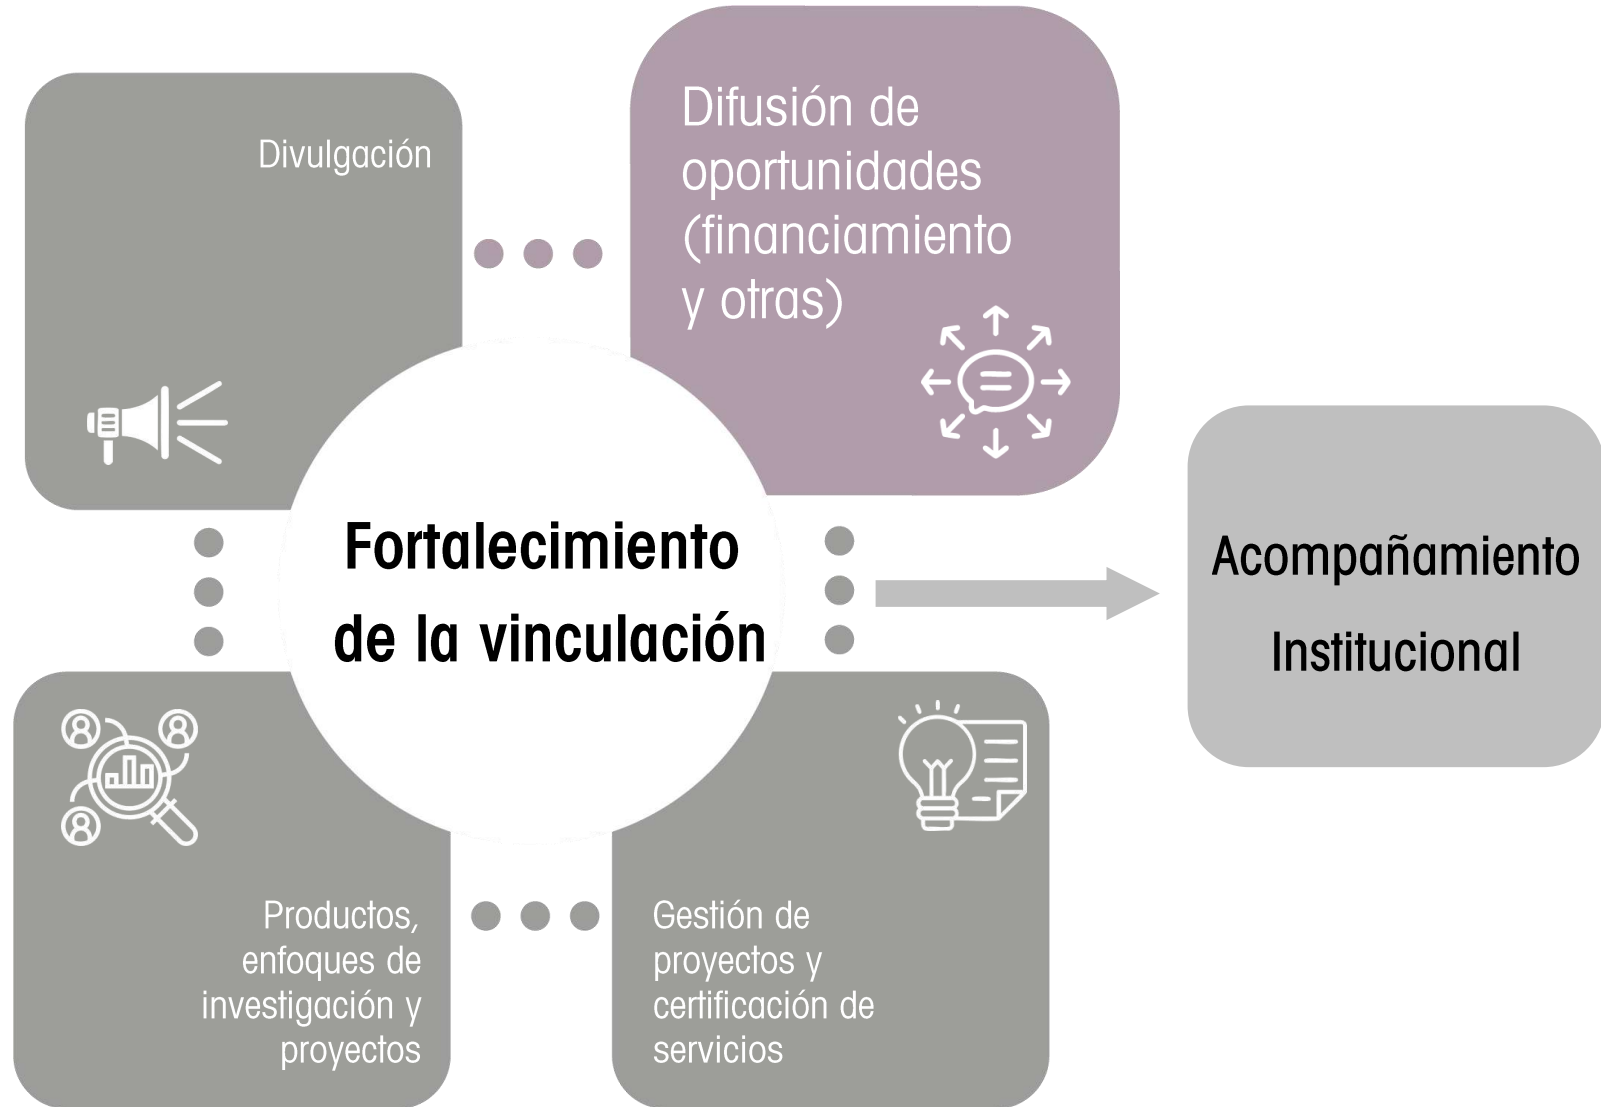 Divulgación
Difusión de
oportunidades
(financiamiento
y otras)
Fortalecimiento
de la vinculación
Acompañamiento
Institucional
Productos,
enfoques de
investigación y
proyectos
Gestión de
proyectos y
certificación de
servicios